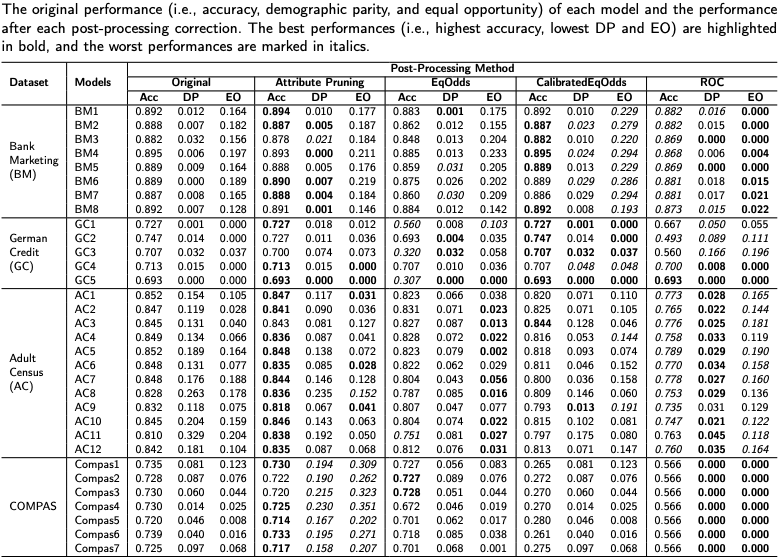 The original performance (i.e., accuracy, demographic parity, and equal opportunity) of each model and the performance
after each post-processing correction. The best performances (i.e., highest accuracy, lowest DP and EO) are highlighted
in bold, and the worst performances are marked in italics.
Post-Processing Method
Dataset Models Original Attribute Pruning EqOdds CalibratedEqOdds ROC
Acc DP EO Acc DP EO Acc DP EO Acc DP EO Acc DP EO
Bank Marketing (BM)
BM1 0.892 0.012 0.164 0.894 0.010 0.177 0.883 0.001 0.175 0.892 0.010 0.229 0.882 0.016 0.000
BM2 0.888 0.007 0.182 0.887 0.005 0.187 0.862 0.012 0.155 0.887 0.023 0.279 0.882 0.015 0.000
BM3 0.882 0.032 0.156 0.878 0.021 0.184 0.848 0.013 0.204 0.882 0.010 0.220 0.869 0.000 0.000
BM4 0.895 0.006 0.197 0.893 0.000 0.211 0.885 0.013 0.233 0.895 0.024 0.294 0.868 0.006 0.004
BM5 0.889 0.009 0.164 0.888 0.005 0.176 0.859 0.031 0.205 0.889 0.013 0.229 0.869 0.000 0.000
BM6 0.889 0.000 0.189 0.890 0.007 0.219 0.875 0.026 0.202 0.889 0.029 0.286 0.881 0.018 0.015
BM7 0.887 0.008 0.165 0.888 0.004 0.184 0.860 0.030 0.209 0.886 0.029 0.294 0.881 0.017 0.021
BM8 0.892 0.007 0.128 0.891 0.001 0.146 0.884 0.012 0.142 0.892 0.008 0.193 0.873 0.015 0.022
German Credit (GC)
GC1 0.727 0.001 0.000 0.727 0.018 0.012 0.560 0.008 0.103 0.727 0.001 0.000 0.667 0.050 0.055
GC2 0.747 0.014 0.000 0.727 0.011 0.036 0.693 0.004 0.035 0.747 0.014 0.000 0.493 0.089 0.111
GC3 0.707 0.032 0.037 0.700 0.074 0.073 0.320 0.032 0.058 0.707 0.032 0.037 0.560 0.166 0.196
GC4 0.713 0.015 0.000 0.713 0.015 0.000 0.707 0.010 0.036 0.707 0.048 0.048 0.700 0.008 0.000
GC5 0.693 0.000 0.000 0.693 0.000 0.000 0.307 0.000 0.000 0.693 0.000 0.000 0.693 0.000 0.000
Adult Census (AC)
AC1 0.852 0.154 0.105 0.847 0.117 0.031 0.823 0.066 0.038 0.820 0.071 0.110 0.773 0.028 0.165
AC2 0.847 0.119 0.028 0.841 0.090 0.036 0.831 0.071 0.023 0.825 0.071 0.105 0.765 0.022 0.144
AC3 0.845 0.131 0.040 0.843 0.081 0.127 0.827 0.087 0.013 0.844 0.128 0.046 0.776 0.025 0.181
AC4 0.849 0.134 0.066 0.836 0.087 0.041 0.828 0.072 0.022 0.816 0.053 0.144 0.758 0.033 0.119
AC5 0.852 0.189 0.164 0.848 0.138 0.072 0.823 0.073 0.002 0.818 0.093 0.074 0.789 0.029 0.190
AC6 0.848 0.131 0.077 0.835 0.085 0.028 0.822 0.062 0.029 0.811 0.046 0.152 0.770 0.034 0.158
AC7 0.848 0.176 0.188 0.844 0.146 0.128 0.804 0.043 0.056 0.800 0.036 0.158 0.778 0.027 0.160
AC8 0.828 0.263 0.178 0.836 0.235 0.152 0.787 0.085 0.016 0.809 0.146 0.060 0.753 0.029 0.136
AC9 0.832 0.118 0.075 0.818 0.067 0.041 0.807 0.047 0.077 0.793 0.013 0.191 0.735 0.031 0.129
AC10 0.845 0.204 0.159 0.846 0.143 0.063 0.804 0.074 0.022 0.815 0.102 0.081 0.747 0.021 0.122
AC11 0.810 0.329 0.204 0.838 0.192 0.050 0.751 0.081 0.027 0.797 0.175 0.080 0.763 0.045 0.118
AC12 0.842 0.181 0.104 0.835 0.087 0.068 0.812 0.076 0.031 0.813 0.071 0.147 0.760 0.035 0.164
COMPAS
Compas1 0.735 0.081 0.123 0.730 0.194 0.309 0.727 0.056 0.083 0.265 0.081 0.123 0.566 0.000 0.000
Compas2 0.728 0.087 0.076 0.722 0.190 0.262 0.727 0.089 0.076 0.272 0.087 0.076 0.566 0.000 0.000
Compas3 0.730 0.060 0.044 0.720 0.215 0.323 0.728 0.051 0.044 0.270 0.060 0.044 0.566 0.000 0.000
Compas4 0.730 0.014 0.025 0.725 0.230 0.351 0.672 0.046 0.019 0.270 0.014 0.025 0.566 0.000 0.000
Compas5 0.720 0.046 0.008 0.714 0.167 0.202 0.701 0.062 0.017 0.280 0.046 0.008 0.566 0.000 0.000
Compas6 0.739 0.040 0.016 0.733 0.195 0.271 0.718 0.085 0.038 0.261 0.040 0.016 0.566 0.000 0.000
Compas7 0.725 0.097 0.068 0.717 0.158 0.207 0.701 0.068 0.001 0.275 0.097 0.068 0.566 0.000 0.000